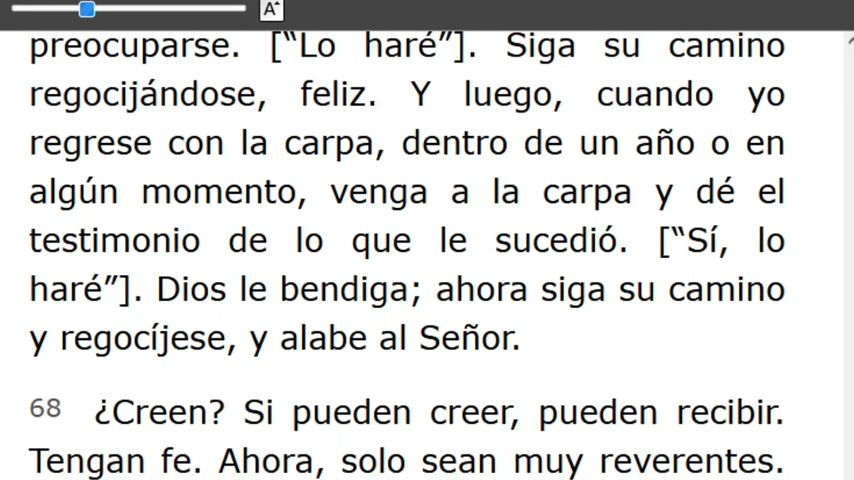 A
preocuparse. [“Lo haré”]. Siga su camino
regocijándose, feliz. Y luego, cuando yo
regrese con la carpa, dentro de un año o en
algún momento, venga a la carpa y dé el
testimonio de lo que le sucedió. [“Sí, lo
haré”]. Dios le bendiga; ahora siga su camino
y regocíjese, y alabe al Señor.
68 ¿Creen? Si pueden creer, pueden recibir.
Tengan fe. Ahora, solo sean muy reverentes.